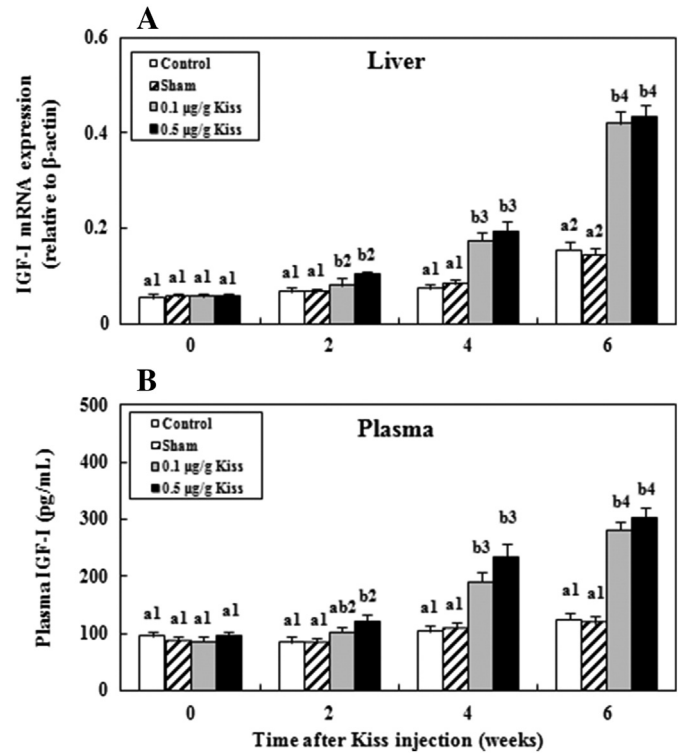 A
Liver
Control
Sham
0.1 µg/g Kiss
0.5 µg/g Kiss
IGF-I mRNA expression
(relative to β-actin)
0.6
0.4
0.2
0
a1 a1 a1 a1
a1 a1 b2 b2
a1 a1 b3 b3
a2 a2 b4 b4
0 2 4 6
B
Plasma
Control
Sham
0.1 µg/g Kiss
0.5 µg/g Kiss
Plasma IGF-I (pg/mL)
500
400
300
200
100
0
a1 a1 a1 a1
a1 a1 ab2 b2
a1 a1 b3 b3
a1 a1 b4 b4
0 2 4 6
Time after Kiss injection (weeks)